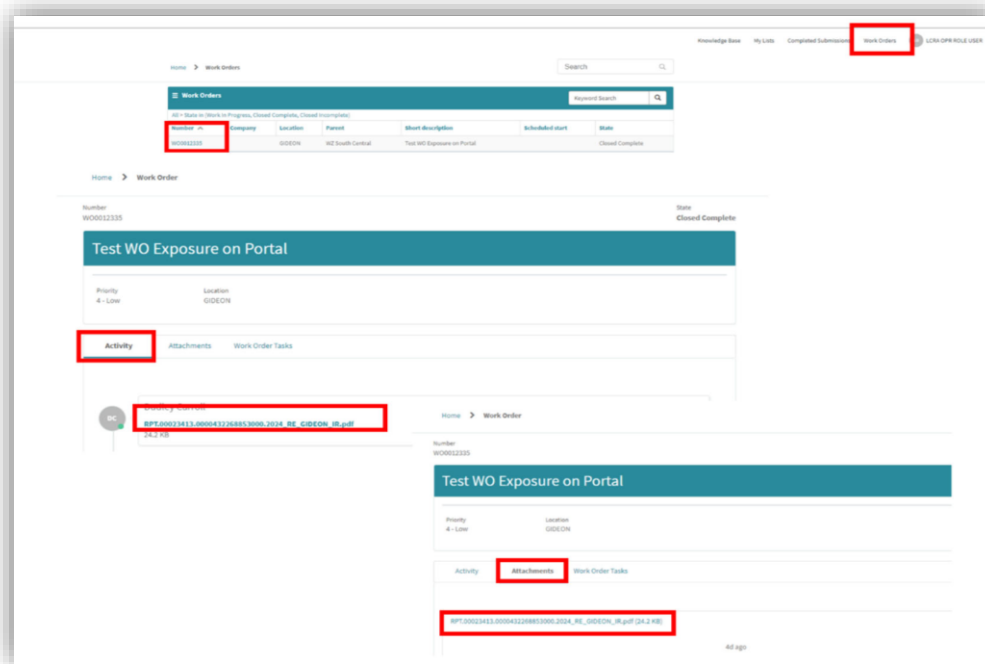 Knowledge Base My Lists Completed Submissions Work Orders LCRA OPR ROLE USER
Home > Work Orders
Search
Work Orders
Keyword Search
All > State in (Work in Progress, Closed Complete, Closed Incomplete)
Number Company Location Parent Short description Scheduled start State
WO0012335 GIDEON WZ South Central Test WO Exposure on Portal Closed Complete
Home > Work Order
Number State
WO0012335 Closed Complete
Test WO Exposure on Portal
Priority Location
4 - Low GIDEON
Activity Attachments Work Order Tasks
DC
RPT.00023413.0000432268853000.2024_RE_GIDEON_IR.pdf
24.2 KB
Home > Work Order
Number
WO0012335
Test WO Exposure on Portal
Priority Location
4 - Low GIDEON
Activity Attachments Work Order Tasks
RPT.00023413.0000432268853000.2024_RE_GIDEON_IR.pdf (24.2 KB)
4d ago